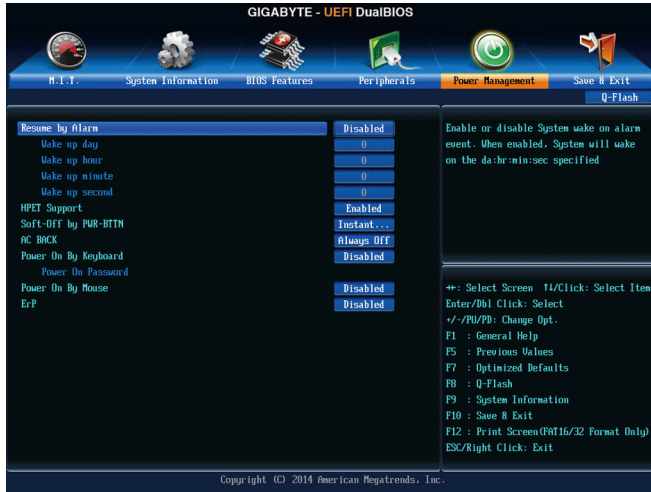 GIGABYTE - UEFI DualBIOS
M.I.T. System Information BIOS Features Peripherals Power Management Save & Exit
Q-Flash
Resume by Alarm Disabled
Wake up day 0
Wake up hour 0
Wake up minute 0
Wake up second 0
HPET Support Enabled
Soft-Off by PWR-BTTN Instant...
AC BACK Always Off
Power On By Keyboard Disabled
Power On Password
Power On By Mouse Disabled
ErP Disabled
Enable or disable System wake on alarm
event. When enabled, System will wake
on the da:hr:min:sec specified
→←: Select Screen ↑↓/Click: Select Item
Enter/Dbl Click: Select
+/-/PU/PD: Change Opt.
F1 : General Help
F5 : Previous Values
F7 : Optimized Defaults
F8 : Q-Flash
F9 : System Information
F10 : Save & Exit
F12 : Print Screen(FAT16/32 Format Only)
ESC/Right Click: Exit
Copyright (C) 2014 American Megatrends, Inc.